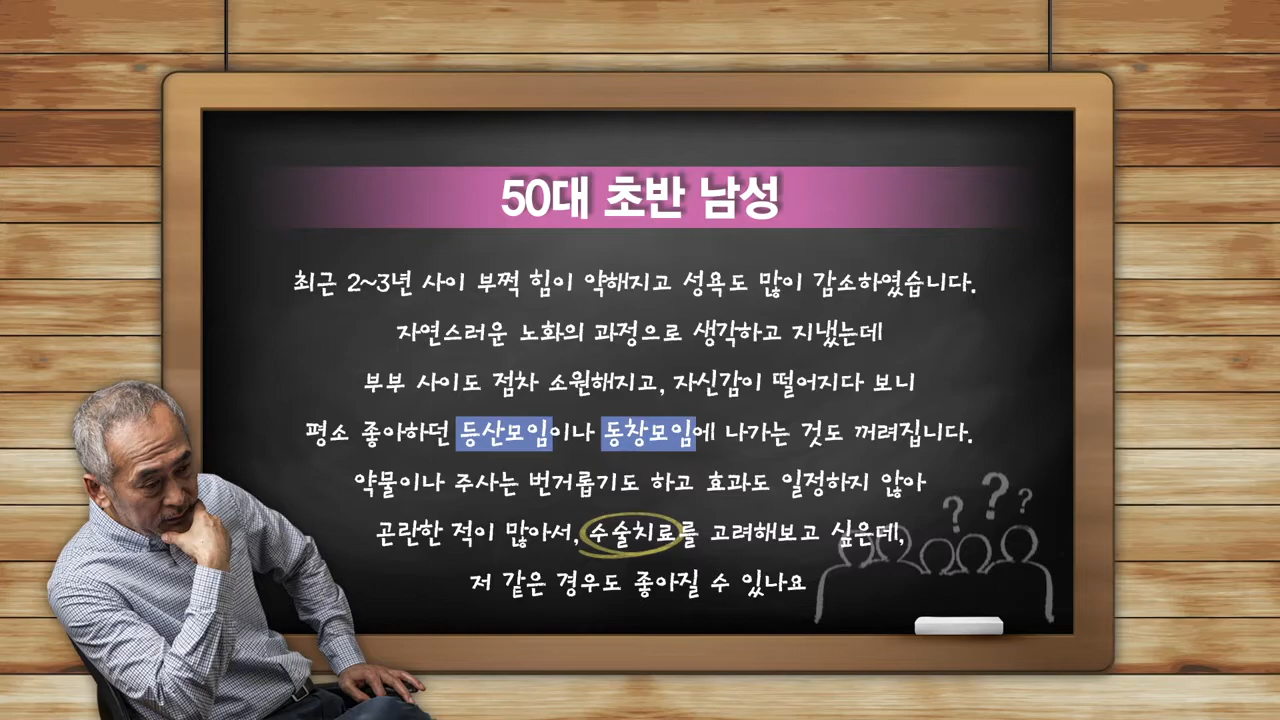 50대 초반 남성
최근 2~3년 사이 부쩍 힘이 약해지고 성욕도 많이 감소하였습니다.
자연스러운 노화의 과정으로 생각하고 지냈는데
부부 사이도 점차 소원해지고, 자신감이 떨어지다 보니
평소 좋아하던 등산모임이나 동창모임에 나가는 것도 꺼려집니다.
약물이나 주사는 번거롭기도 하고 효과도 일정하지 않아
곤란한 적이 많아서, 수술치료를 고려해보고 싶은데,
저 같은 경우도 좋아질 수 있나요
? ? ?